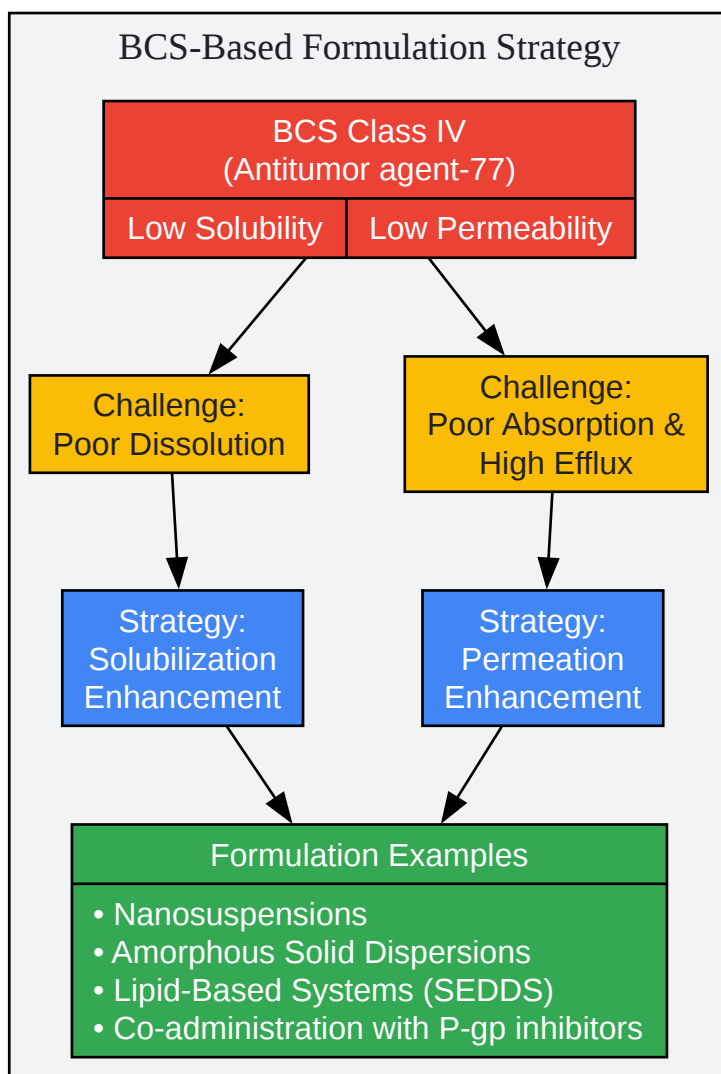 BCS-Based Formulation Strategy
BCS Class IV
(Antitumor agent-77)
Low Solubility
Low Permeability
Challenge:
Poor Dissolution
Challenge:
Poor Absorption &
High Efflux
Strategy:
Solubilization
Enhancement
Strategy:
Permeation
Enhancement
Formulation Examples
• Nanosuspensions
• Amorphous Solid Dispersions
• Lipid-Based Systems (SEDDS)
• Co-administration with P-gp inhibitors